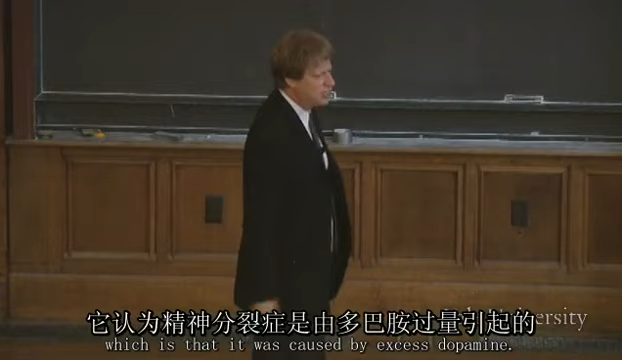 它认为精神分裂症是由多巴胺过量引起的
which is that it was caused by excess dopamine.